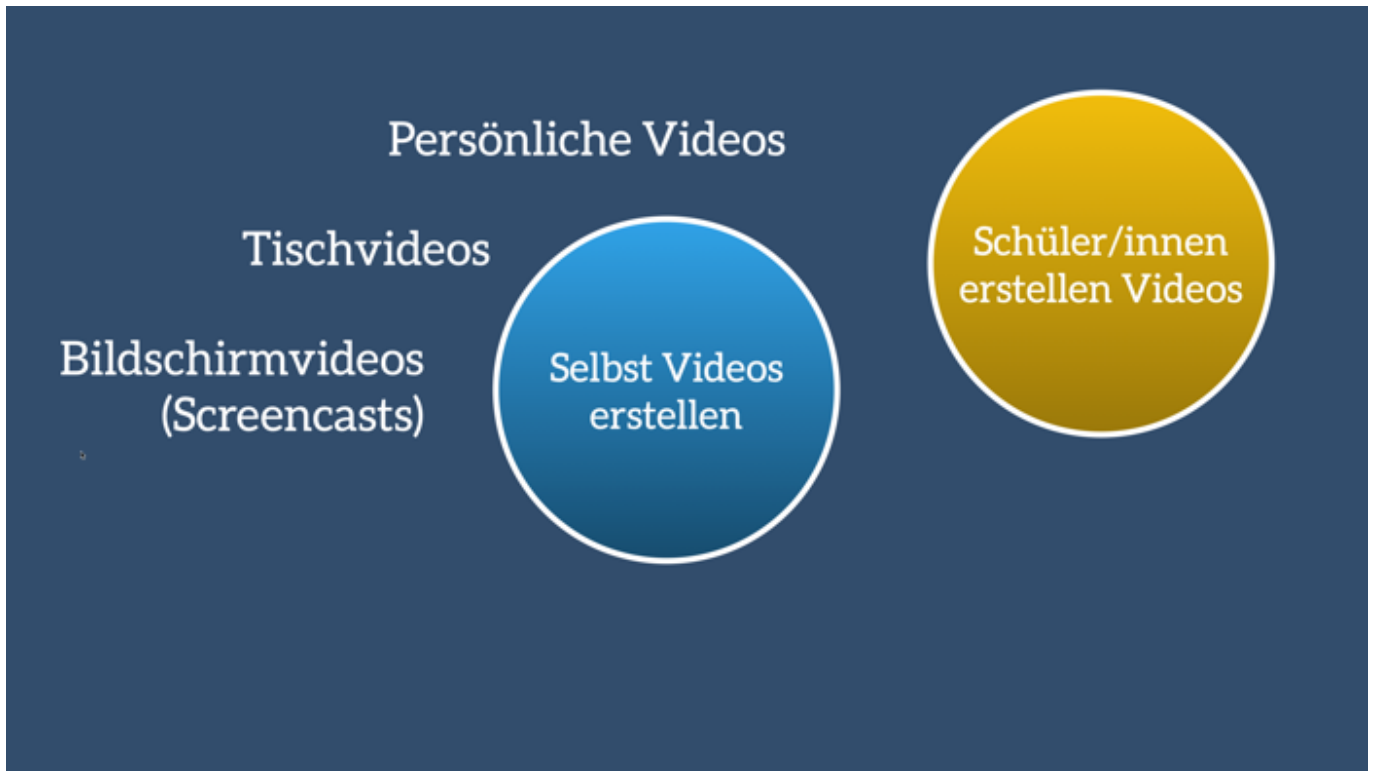 Persönliche Videos
Tischvideos
Bildschirmvideos
(Screencasts)
Selbst Videos
erstellen
Schüler/innen
erstellen Videos